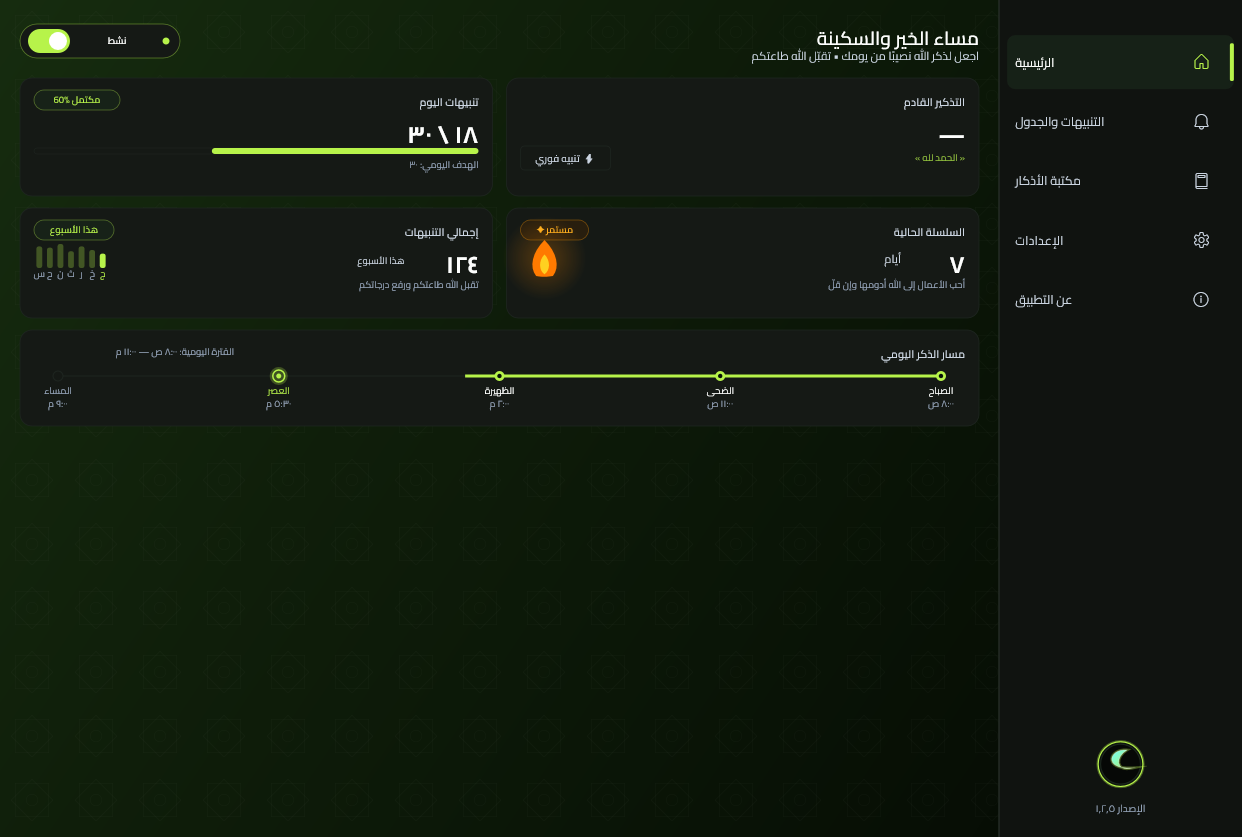 الرئيسية
التنبيهات والجدول
مكتبة الأذكار
الإعدادات
عن التطبيق
الإصدار ١,٢,٥
مساء الخير والسكينة
اجعل لذكر الله نصيبًا من يومك • تقبّل الله طاعتكم
نشط
التذكير القادم
—
« الحمد لله »
تنبيه فوري
تنبيهات اليوم
مكتمل 60%
١٨ \ ٣٠
الهدف اليومي: ٣٠
السلسلة الحالية
مستمر
٧ أيام
أحب الأعمال إلى الله أدومها وإن قلّ
إجمالي التنبيهات
هذا الأسبوع
١٢٤ هذا الأسبوع
تقبل الله طاعتكم ورفع درجاتكم
ج خ ر ث ن ح س
مسار الذكر اليومي
الفترة اليومية: ٨:٠٠ ص — ١١:٠٠ م
الصباح
٨:٠٠ ص
الضحى
١١:٠٠ ص
الظهيرة
٢:٠٠ م
العصر
٥:٣٠ م
المساء
٩:٠٠ م